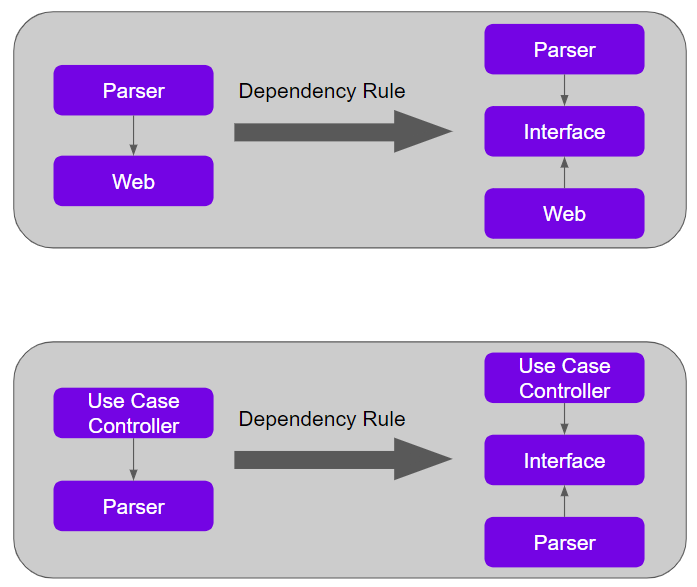 Parser
Web
Dependency Rule
Parser
Interface
Web
Use Case
Controller
Parser
Dependency Rule
Use Case
Controller
Interface
Parser